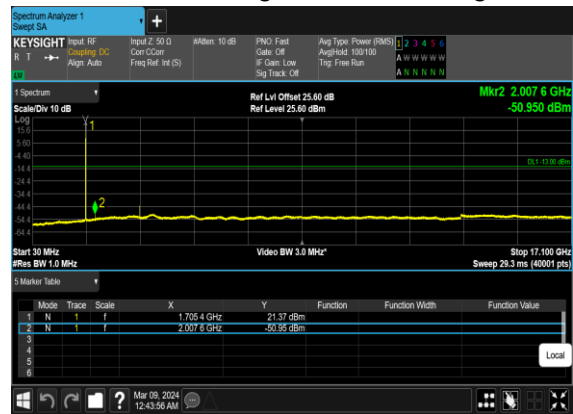 Spectrum Analyzer 1
Swept SA
+
KEYSIGHT Input: RF Input Z: 50 Ω #Atten: 10 dB PNO: Fast Avg Type: Power (RMS) 1 2 3 4 5 6
R T Coupling: DC Corr CCorr Gate: Off Avg|Hold: 100/100 A W W W W W
Align: Auto Freq Ref: Int (S) IF Gain: Low Trig: Free Run
LW Sig Track: Off A N N N N N
1 Spectrum Ref Lvl Offset 25.60 dB Mkr2 2.007 6 GHz
Scale/Div 10 dB Ref Level 25.60 dBm -50.950 dBm
Log
15.6
5.60
-4.40
-14.4
-24.4
-34.4
-44.4
-54.4
-64.4
1
2
DL1 -13.00 dBm
Start 30 MHz Video BW 3.0 MHz* Stop 17.100 GHz
#Res BW 1.0 MHz Sweep 29.3 ms (40001 pts)
5 Marker Table
Mode Trace Scale X Y Function Function Width Function Value
1 N 1 f 1.705 4 GHz 21.37 dBm
2 N 1 f 2.007 6 GHz -50.95 dBm
3
4
5
6
Local
? Mar 09, 2024
12:43:56 AM